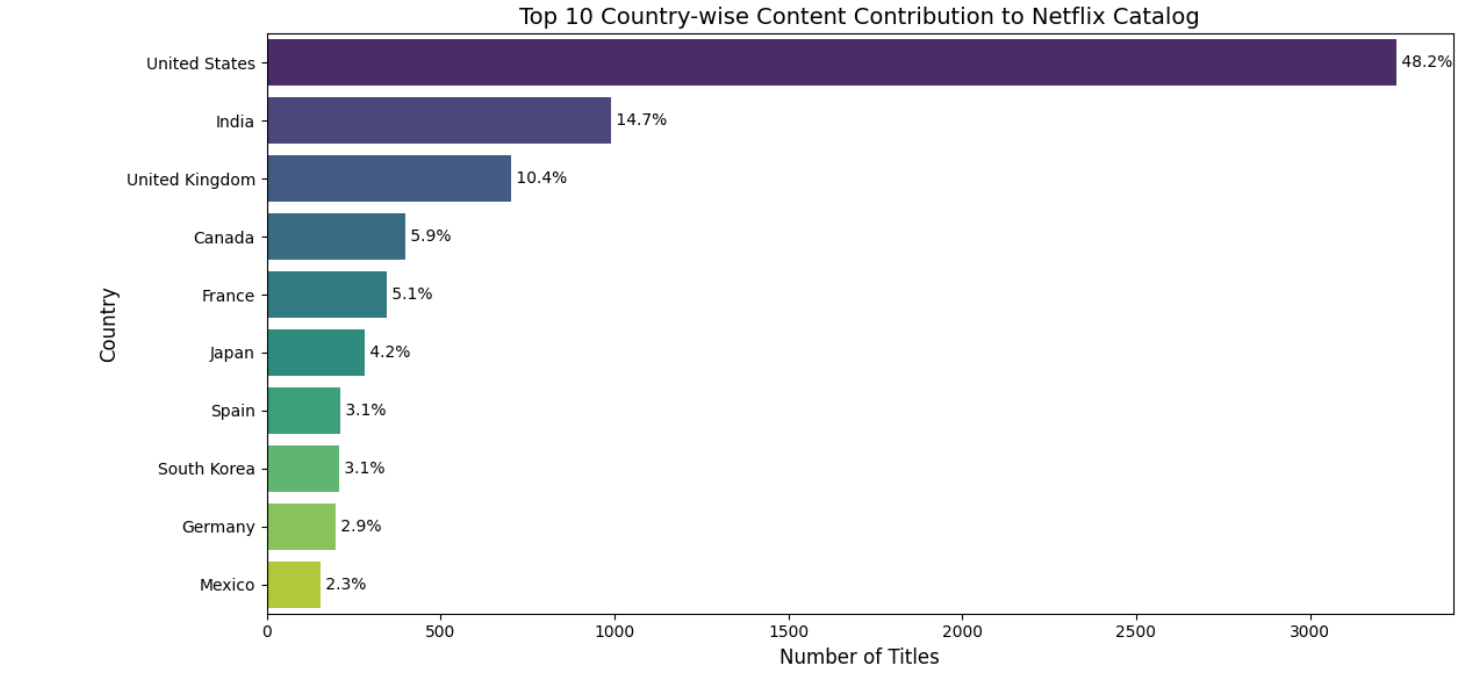 Top 10 Country-wise Content Contribution to Netflix Catalog
United States 48.2%
India 14.7%
United Kingdom 10.4%
Canada 5.9%
France 5.1%
Japan 4.2%
Spain 3.1%
South Korea 3.1%
Germany 2.9%
Mexico 2.3%
Country
0 500 1000 1500 2000 2500 3000
Number of Titles